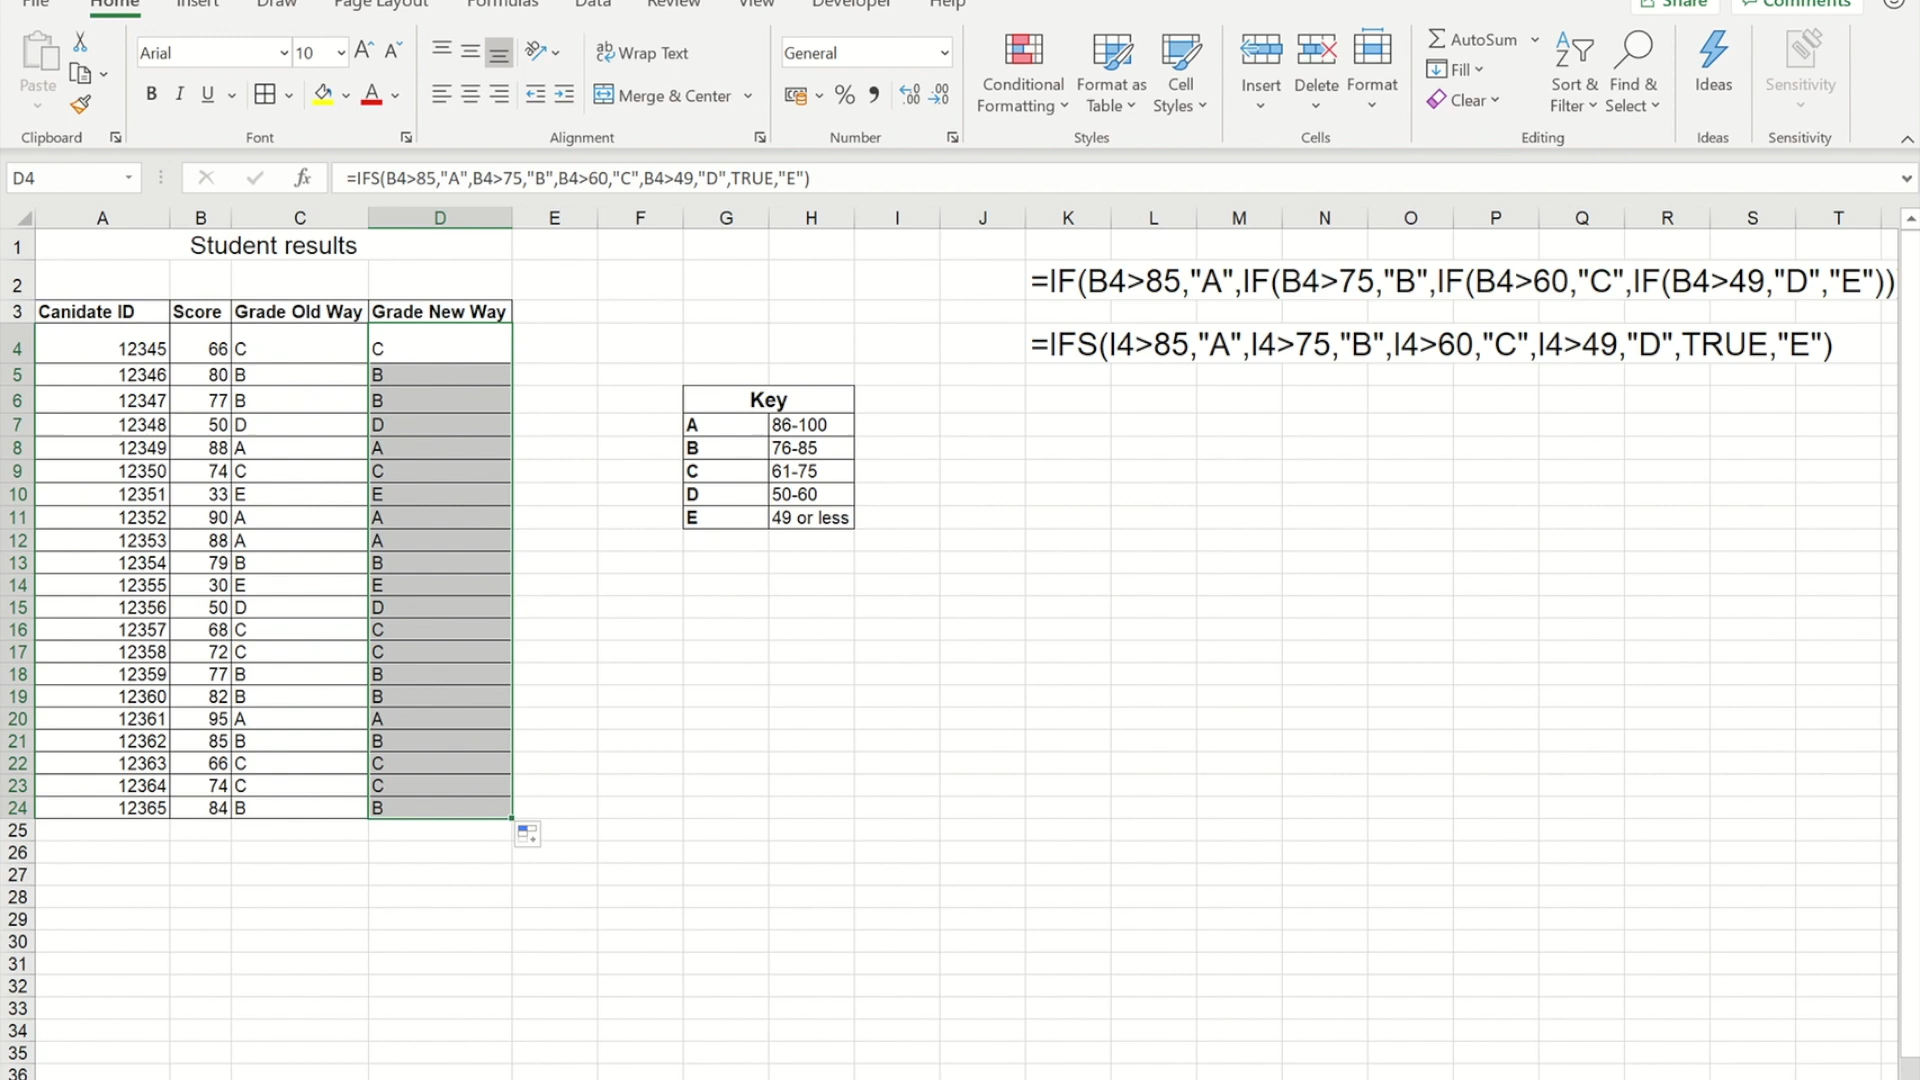 File Home Insert Draw Page Layout Formulas Data Review View Developer Help Share Comments
Paste
Arial 10
B I U A
Wrap Text
Merge & Center
General
%
Conditional Formatting
Format as Table
Cell Styles
Insert Delete Format
AutoSum
Fill
Clear
Sort & Filter
Find & Select
Ideas
Sensitivity
Clipboard Font Alignment Number Styles Cells Editing Ideas Sensitivity
D4 fx =IFS(B4>85,"A",B4>75,"B",B4>60,"C",B4>49,"D",TRUE,"E")
A B C D E F G H I J K L M N O P Q R S T
1 Student results
2 =IF(B4>85,"A",IF(B4>75,"B",IF(B4>60,"C",IF(B4>49,"D","E"))
3 Canidate ID Score Grade Old Way Grade New Way
4 12345 66 C C =IFS(I4>85,"A",I4>75,"B",I4>60,"C",I4>49,"D",TRUE,"E")
5 12346 80 B B
6 12347 77 B B Key
7 12348 50 D D A 86-100
8 12349 88 A A B 76-85
9 12350 74 C C C 61-75
10 12351 33 E E D 50-60
11 12352 90 A A E 49 or less
12 12353 88 A A
13 12354 79 B B
14 12355 30 E E
15 12356 50 D D
16 12357 68 C C
17 12358 72 C C
18 12359 77 B B
19 12360 82 B B
20 12361 95 A A
21 12362 85 B B
22 12363 66 C C
23 12364 74 C C
24 12365 84 B B
25
26
27
28
29
30
31
32
33
34
35
36